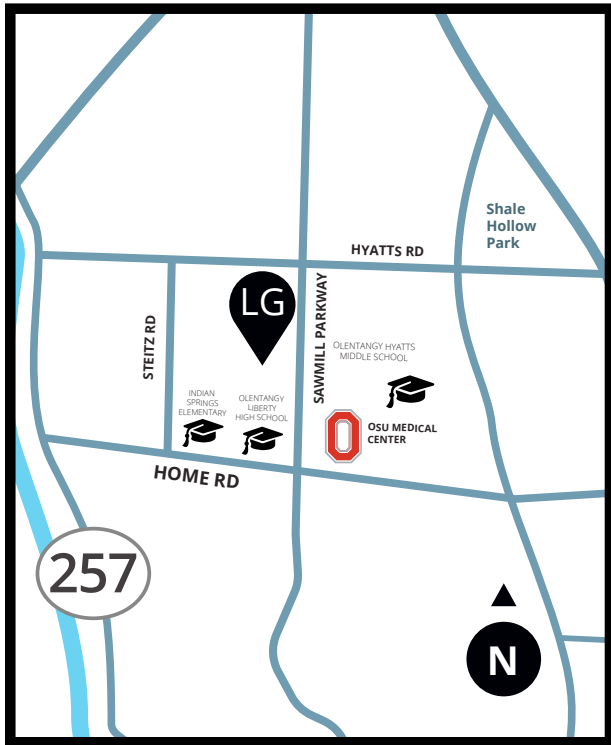 Shale
Hollow
Park
HYATTS RD
LG
STEITZ RD
SAWMILL PARKWAY
OLENTANGY HYATTS
MIDDLE SCHOOL
INDIAN
SPRINGS
ELEMENTARY
OLENTANGY
LIBERTY
HIGH SCHOOL
OSU MEDICAL
CENTER
HOME RD
257
N